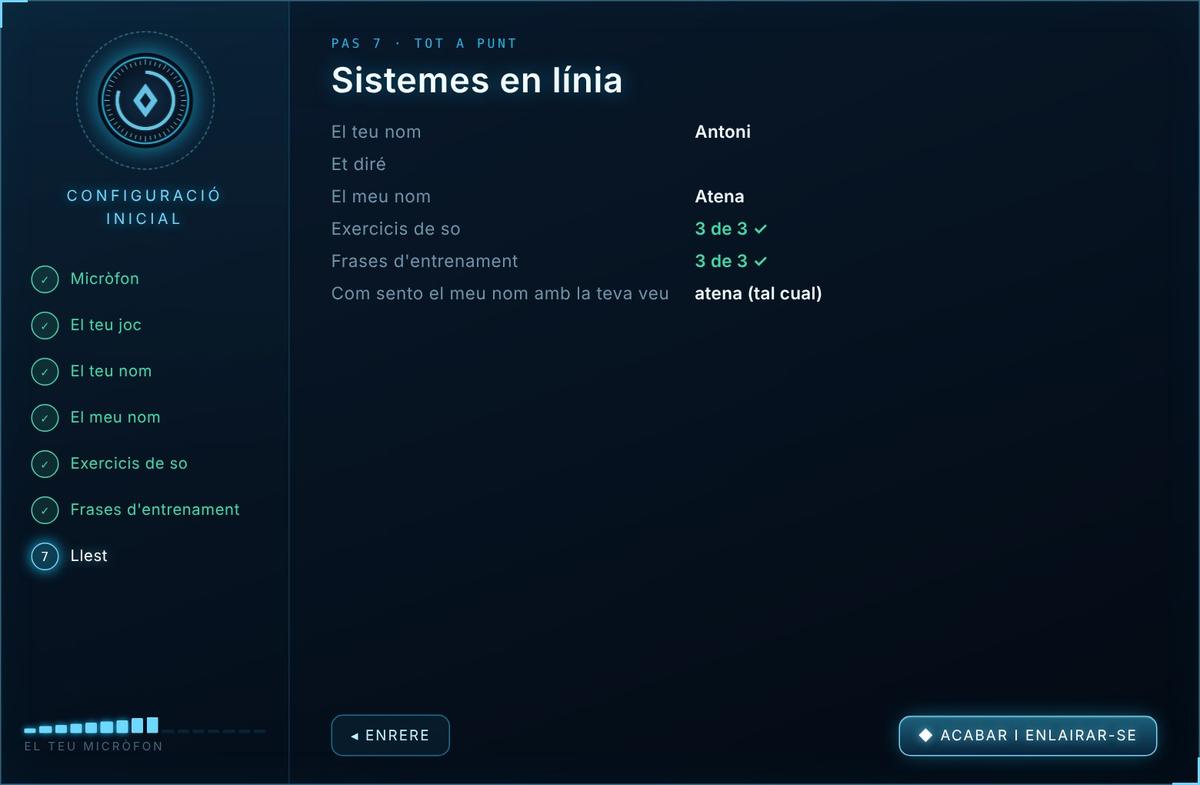 CONFIGURACIÓ
INICIAL
✓ Micròfon
✓ El teu joc
✓ El teu nom
✓ El meu nom
✓ Exercicis de so
✓ Frases d'entrenament
7 Llest
EL TEU MICRÒFON
PAS 7 · TOT A PUNT
Sistemes en línia
El teu nom Antoni
Et diré
El meu nom Atena
Exercicis de so 3 de 3 ✓
Frases d'entrenament 3 de 3 ✓
Com sento el meu nom amb la teva veu atena (tal cual)
◂ ENRERE
◆ ACABAR I ENLAIRAR-SE